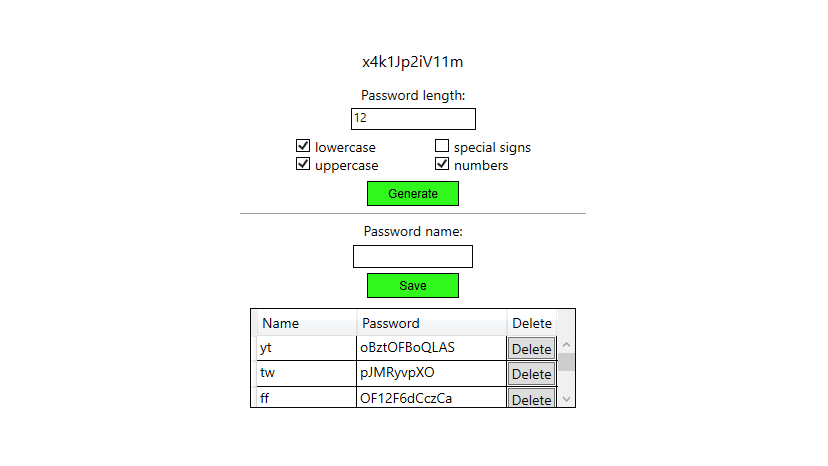 x4k1Jp2iV11m
Password length:
12
lowercase special signs
uppercase numbers
Generate
Password name:
Save
Name Password Delete
yt oBztOFBoQLAS Delete
tw pJMRyvpXO Delete
ff OF12F6dCczCa Delete